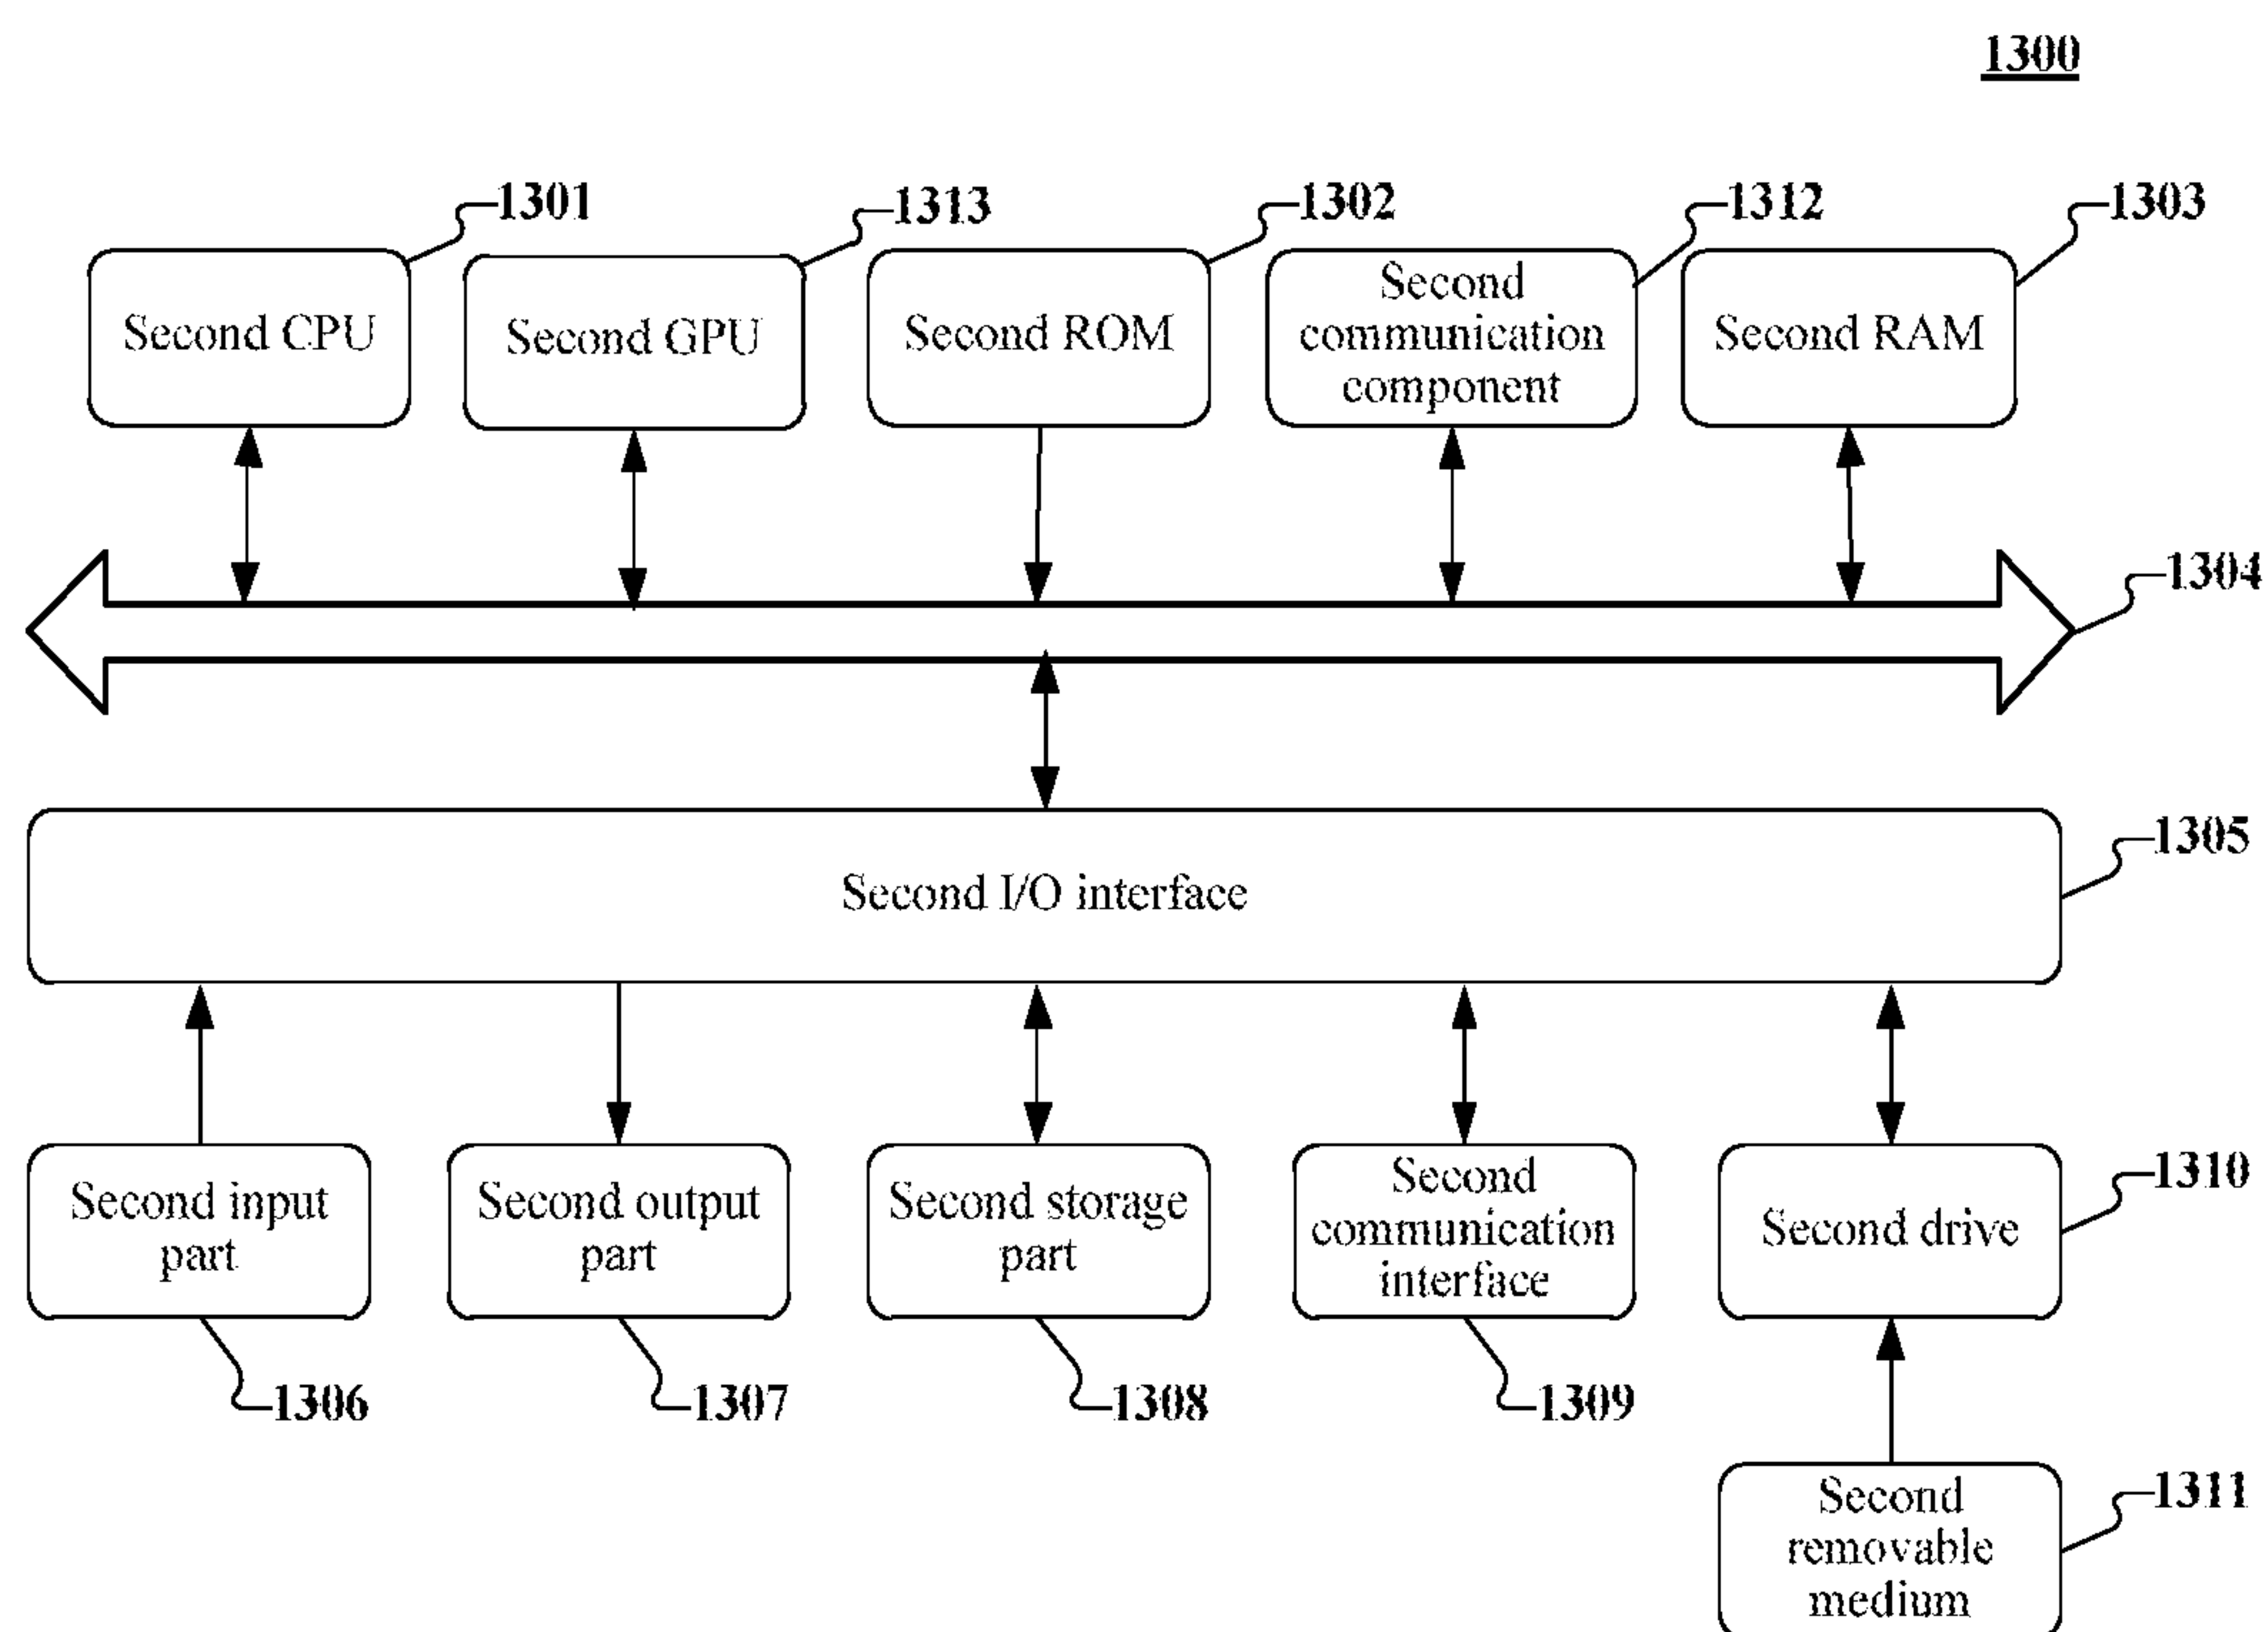 1300
1301
1313
1302
1312
1303
Second CPU
Second GPU
Second ROM
Second
communication
component
Second RAM
1304
1305
Second I/O interface
Second input
part
Second output
part
Second storage
part
Second
communication
interface
Second drive
1310
1306
1307
1308
1309
Second
removable
medium
1311